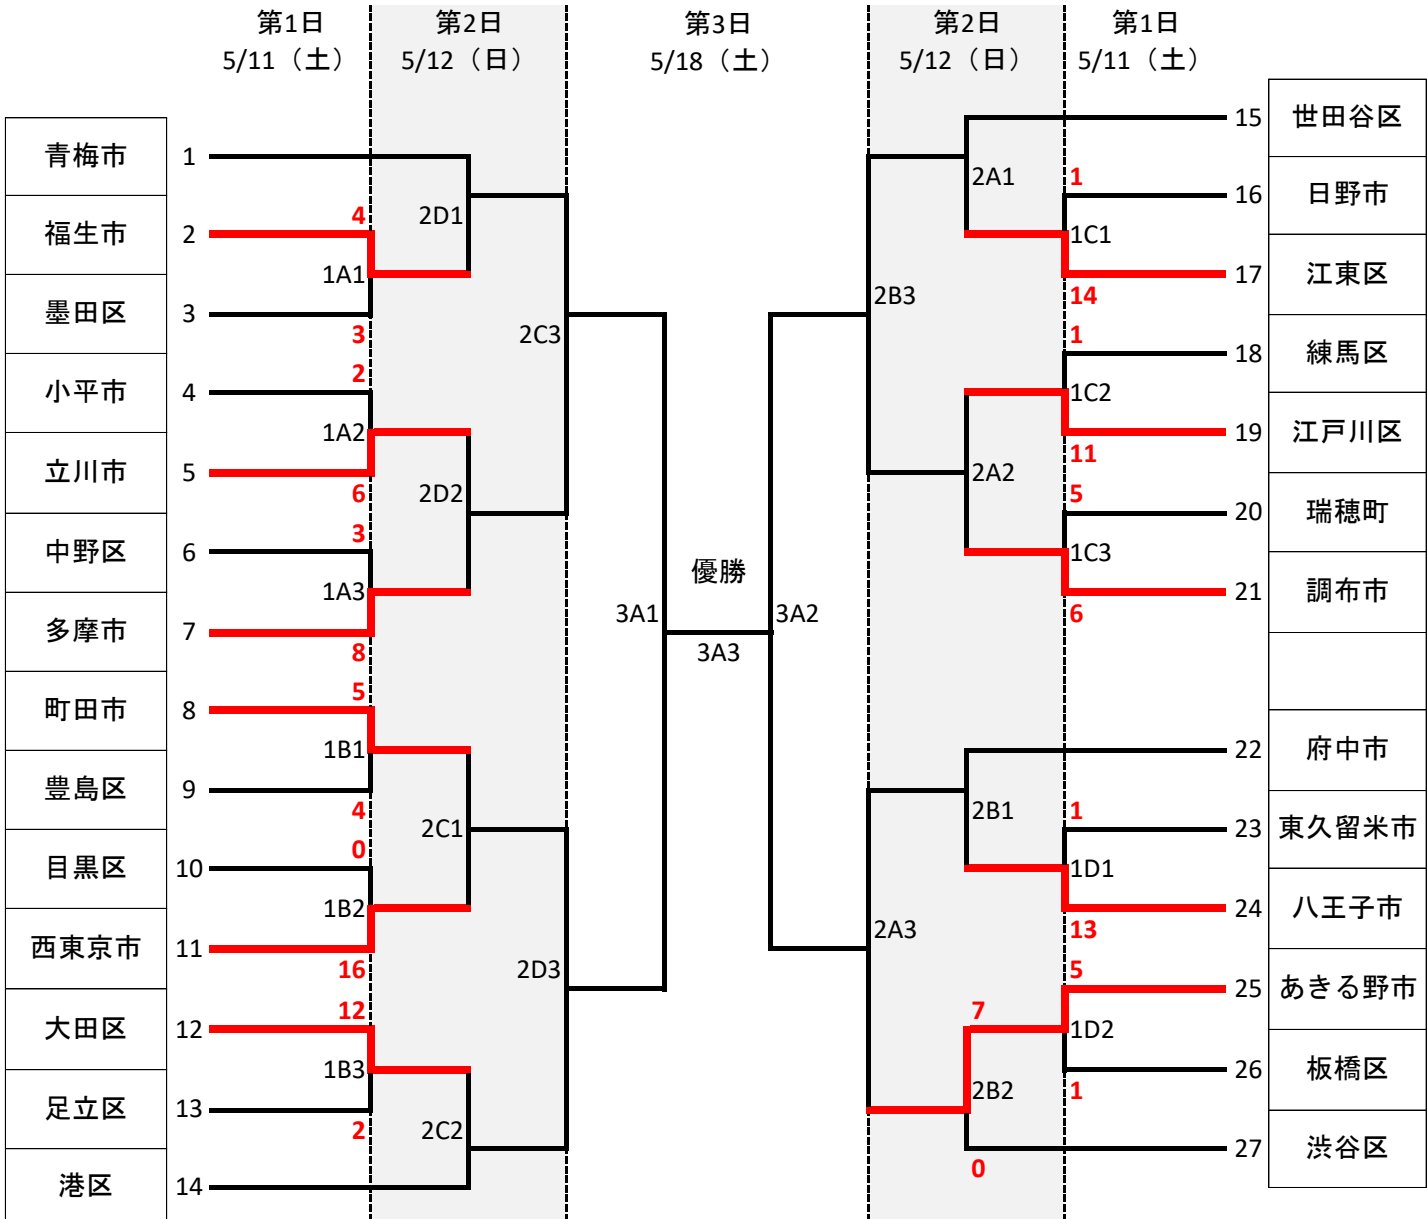 第1日 第2日 第3日 第2日 第1日
5/11（土） 5/12（日） 5/18（土） 5/12（日） 5/11（土）
青梅市 1
福生市 2
墨田区 3
小平市 4
立川市 5
中野区 6
多摩市 7
町田市 8
豊島区 9
目黒区 10
西東京市 11
大田区 12
足立区 13
港区 14
4
1A1
3
2
1A2
6
3
1A3
8
5
1B1
4
0
1B2
16
12
1B3
2
2D1
2D2
2C1
2C2
2C3
2D3
3A1
優勝
3A3
3A2
2B3
2A3
2A1
2A2
2B1
7
2B2
0
1
1C1
14
1
1C2
11
5
1C3
6
1
1D1
13
5
1D2
1
15 世田谷区
16 日野市
17 江東区
18 練馬区
19 江戸川区
20 瑞穂町
21 調布市
22 府中市
23 東久留米市
24 八王子市
25 あきる野市
26 板橋区
27 渋谷区